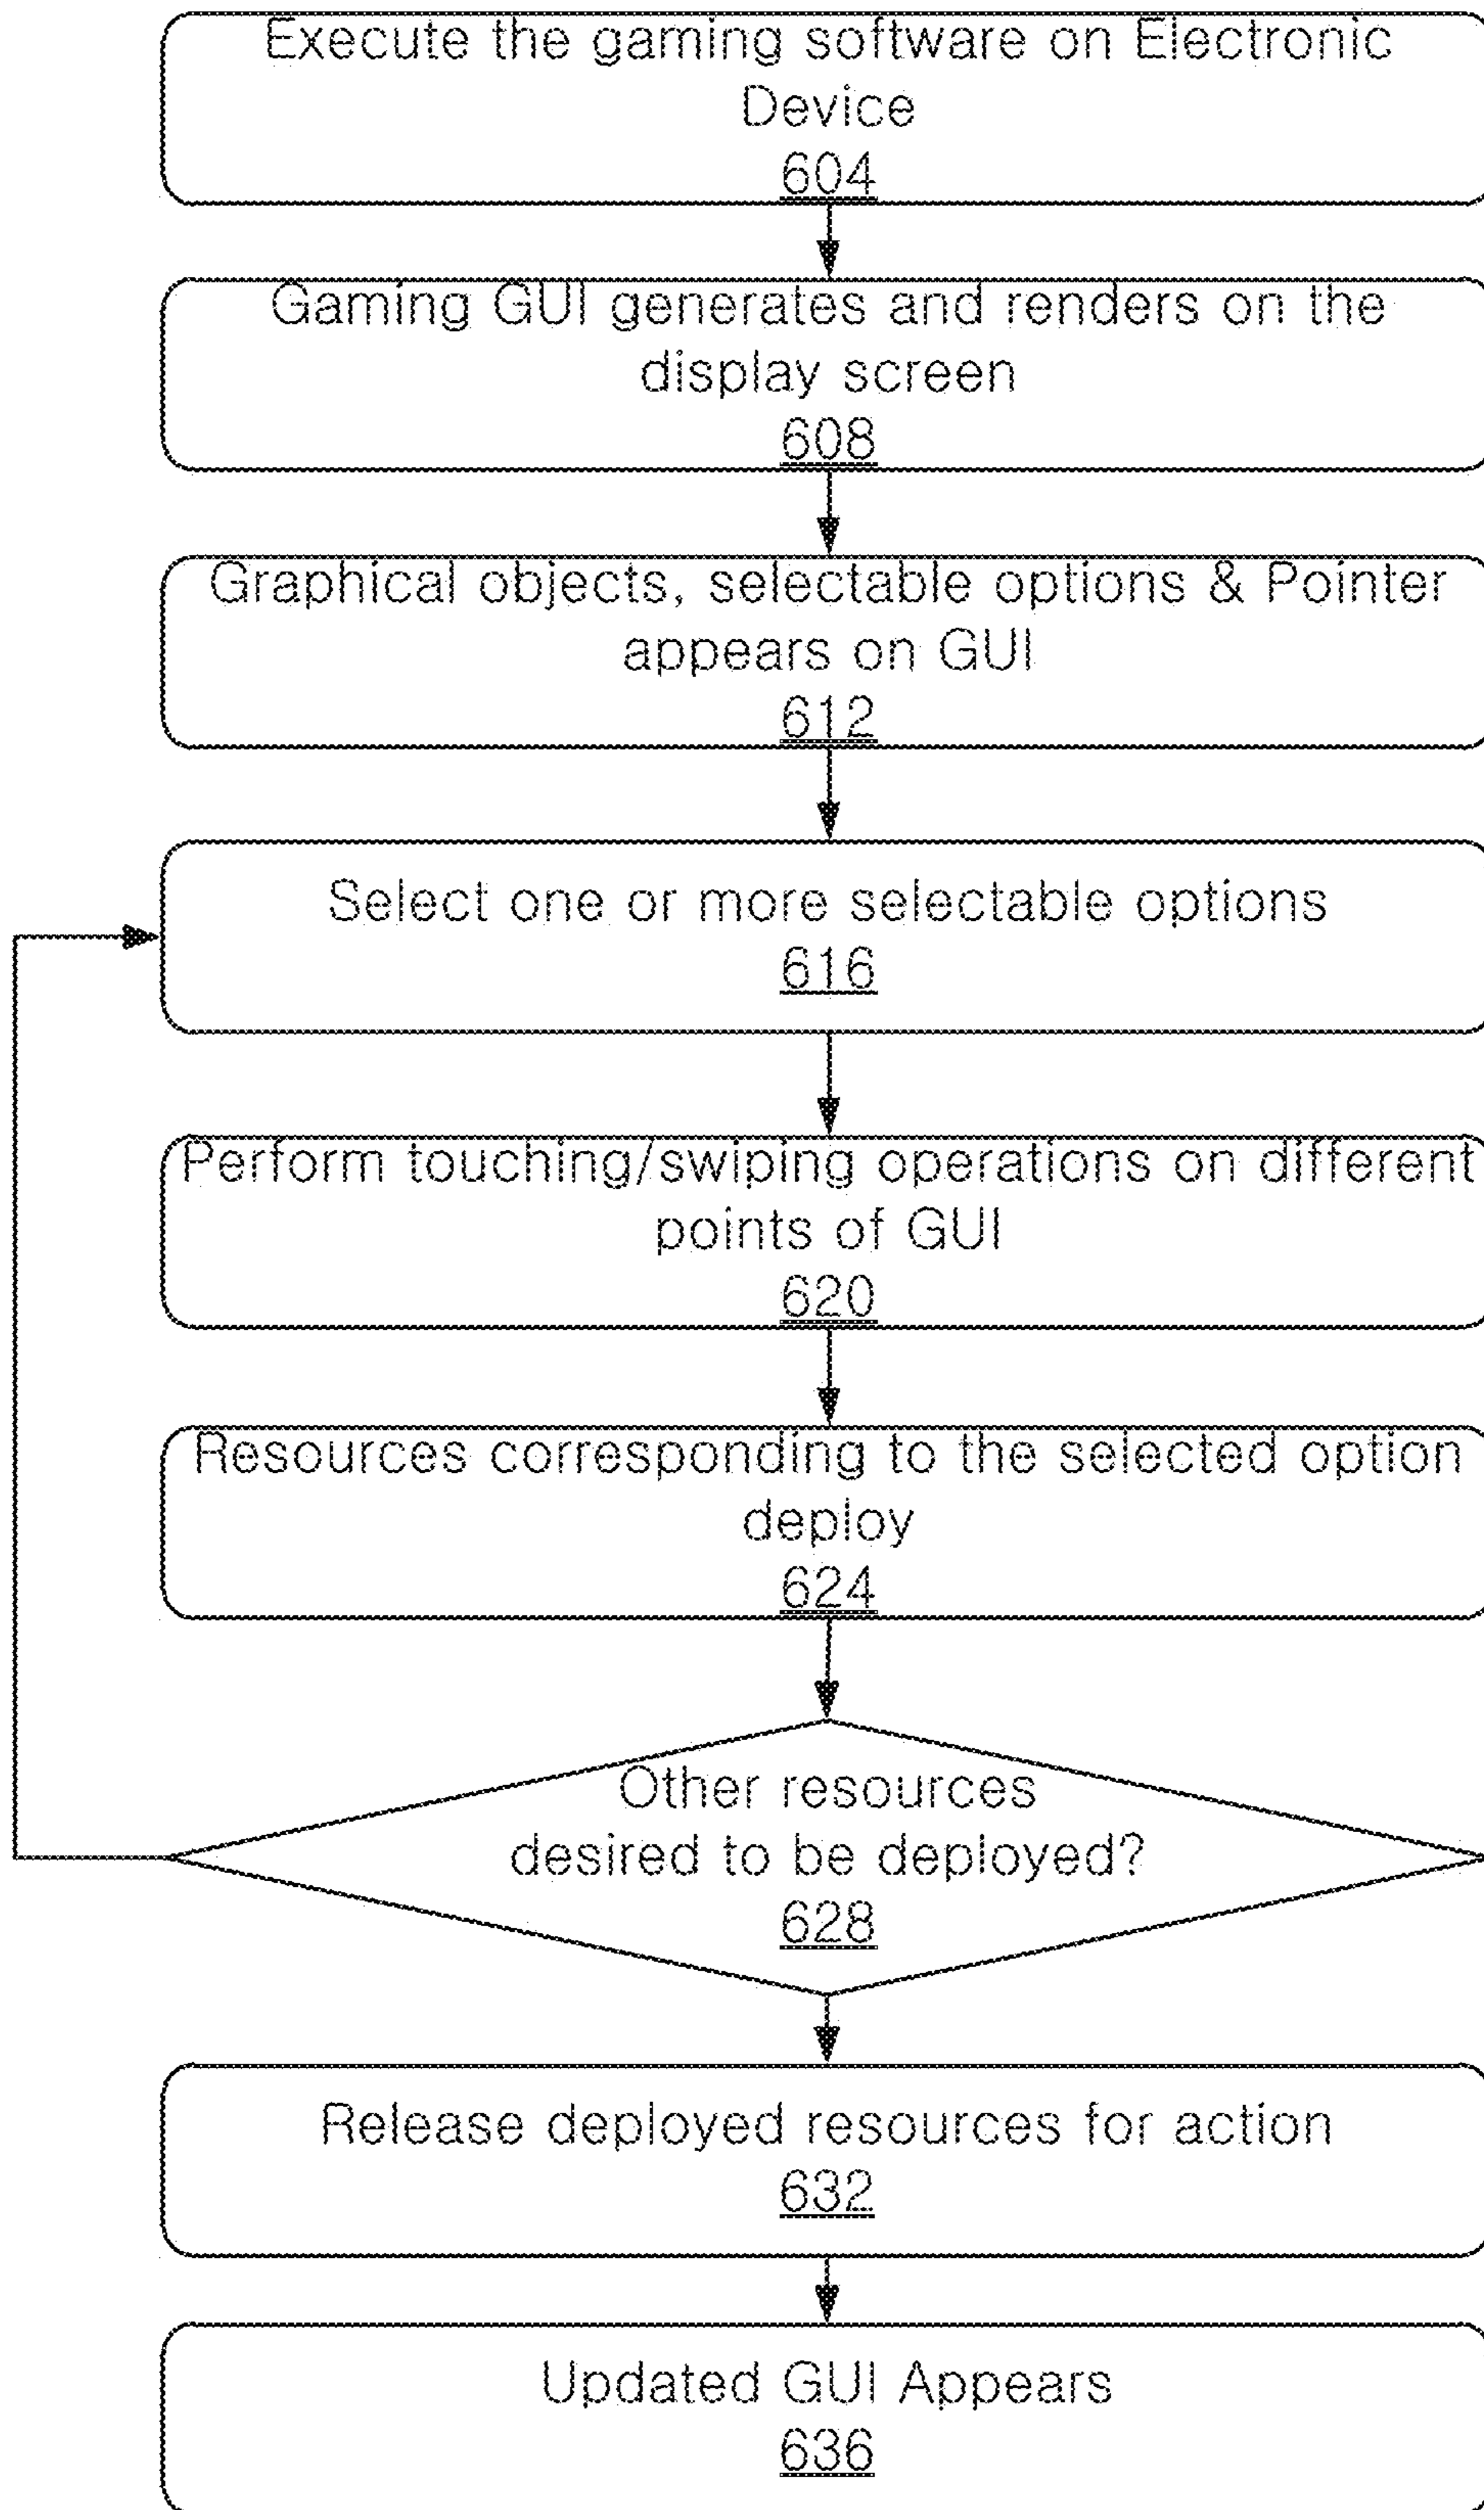 Execute the gaming software on Electronic
Device
604
Gaming GUI generates and renders on the
display screen
608
Graphical objects, selectable options & Pointer
appears on GUI
612
Select one or more selectable options
616
Perform touching/swiping operations on different
points of GUI
620
Resources corresponding to the selected option
deploy
624
Other resources
desired to be deployed?
628
Release deployed resources for action
632
Updated GUI Appears
636